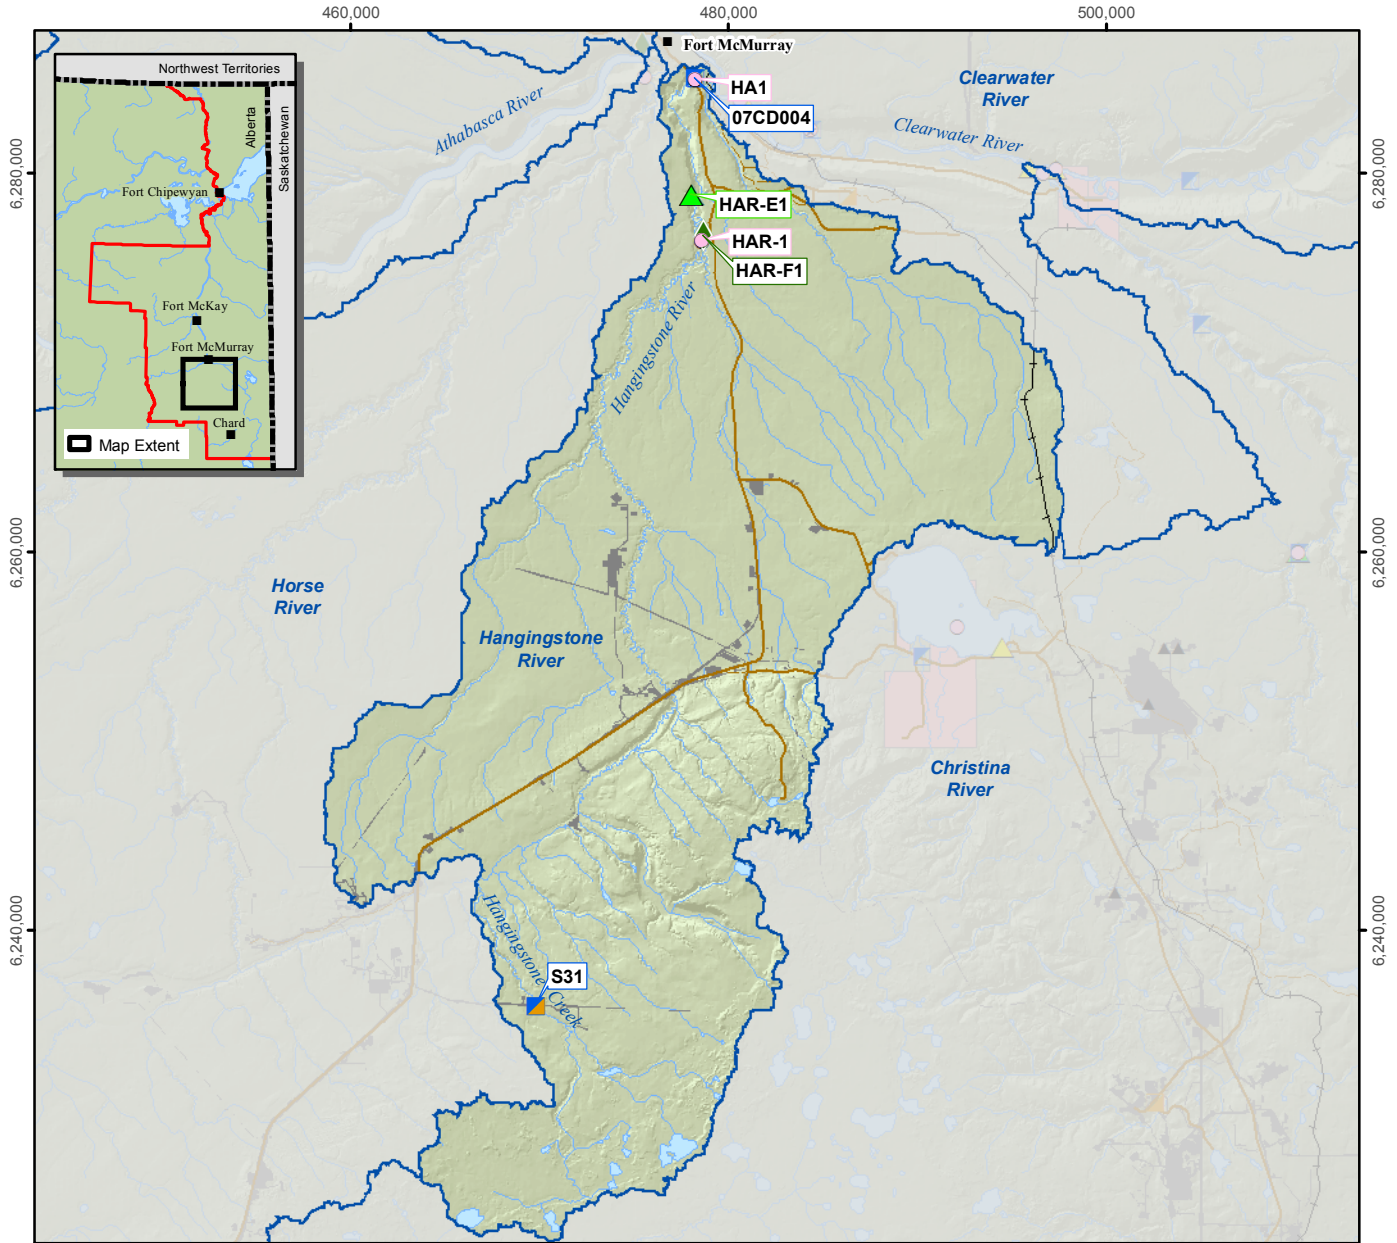 460,000
480,000
500,000
Fort McMurray
Northwest Territories
Alberta
Saskatchewan
Fort Chipewyan
Fort McKay
Fort McMurray
Chard
Map Extent
Athabasca River
HA1
07CD004
Clearwater
River
Clearwater River
6,280,000
6,280,000
HAR-E1
HAR-1
HAR-F1
Hangingstone River
6,260,000
6,260,000
Horse
River
Hangingstone
River
Christina
River
6,240,000
6,240,000
Hangingstone Creek
S31